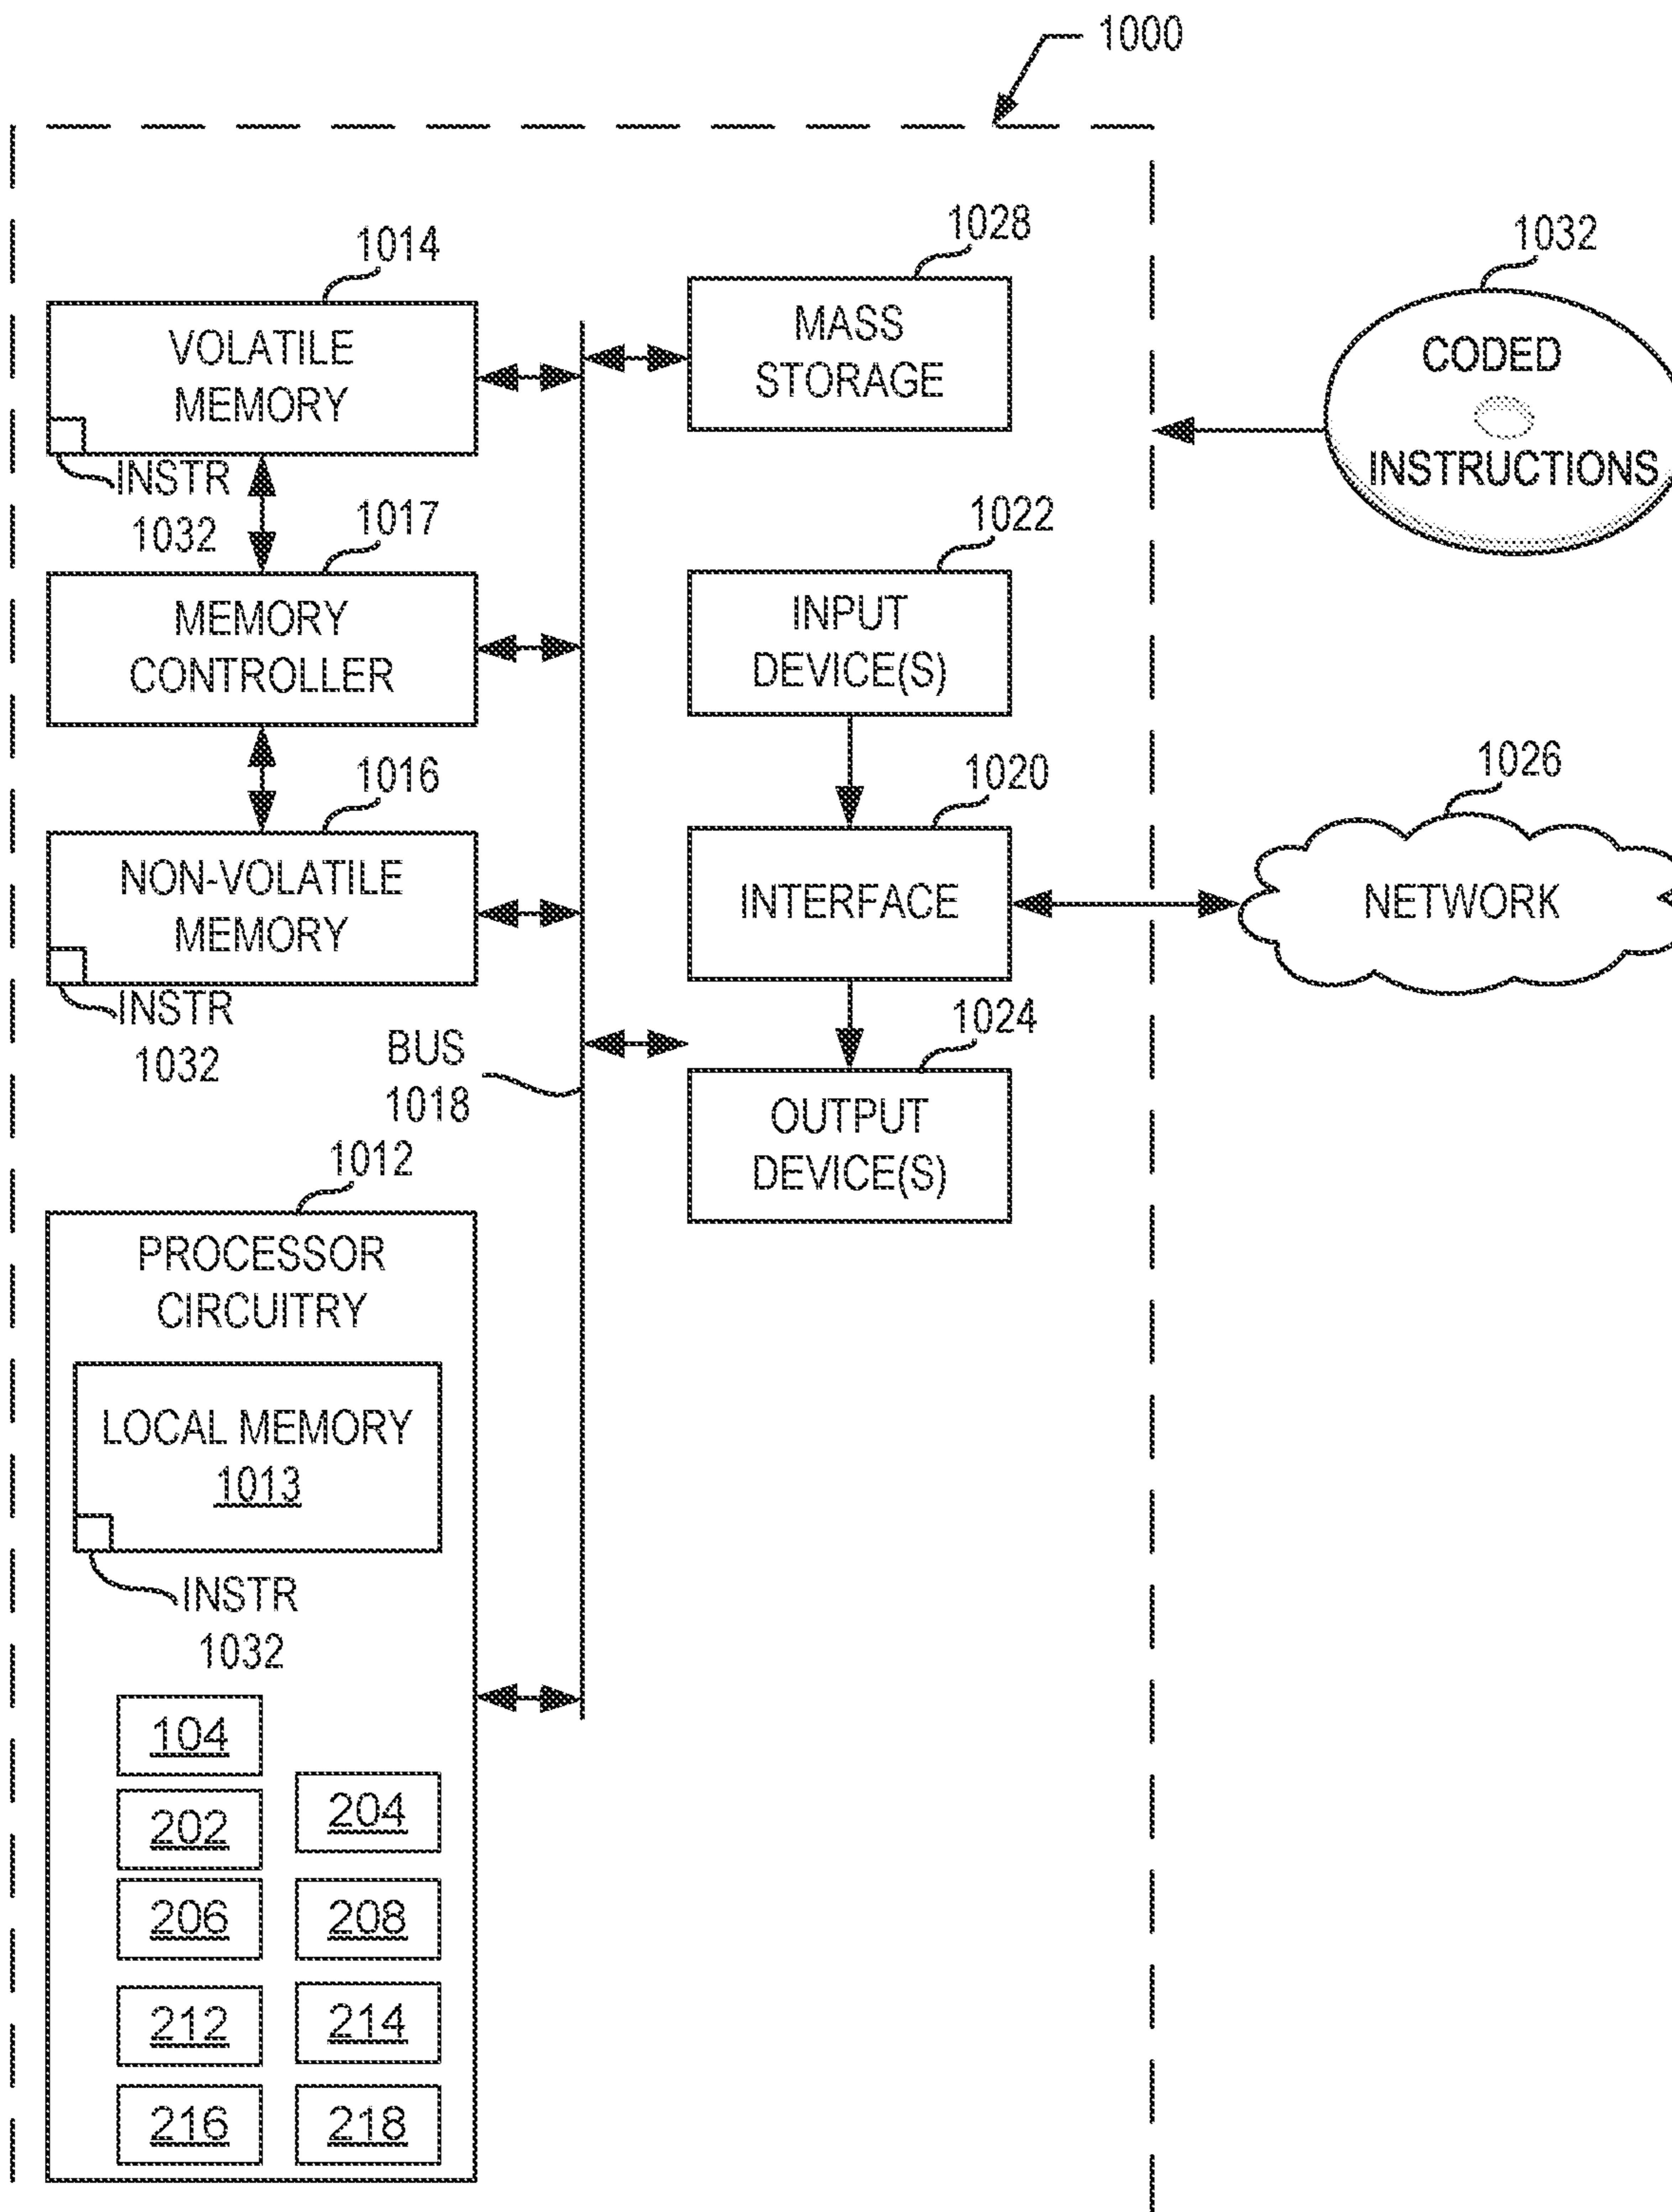 1000
1014
VOLATILE
MEMORY
INSTR
1032
1017
MEMORY
CONTROLLER
1016
NON-VOLATILE
MEMORY
INSTR
1032
BUS
1018
1012
PROCESSOR
CIRCUITRY
LOCAL MEMORY
1013
INSTR
1032
104
202
204
206
208
212
214
216
218
1028
MASS
STORAGE
1022
INPUT
DEVICE(S)
1020
INTERFACE
1024
OUTPUT
DEVICE(S)
1032
CODED
INSTRUCTIONS
1026
NETWORK